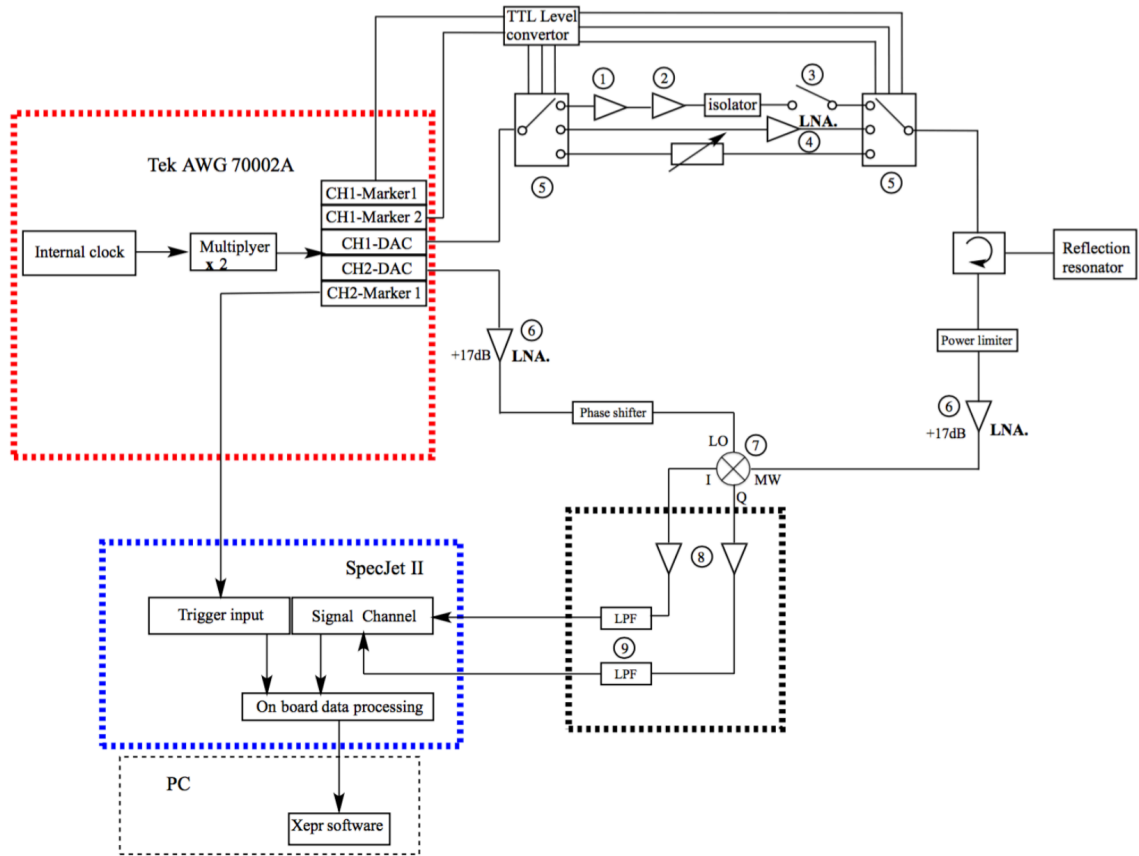 TTL Level
convertor
1
2
3
isolator
LNA.
4
5
5
Tek AWG 70002A
CH1-Marker1
CH1-Marker 2
CH1-DAC
CH2-DAC
CH2-Marker 1
Internal clock
Multiplyer
x 2
Reflection
resonator
6
+17dB
LNA.
Power limiter
Phase shifter
6
+17dB
LNA.
LO
7
I
MW
Q
8
SpecJet II
Trigger input
Signal Channel
LPF
9
LPF
On board data processing
PC
Xepr software